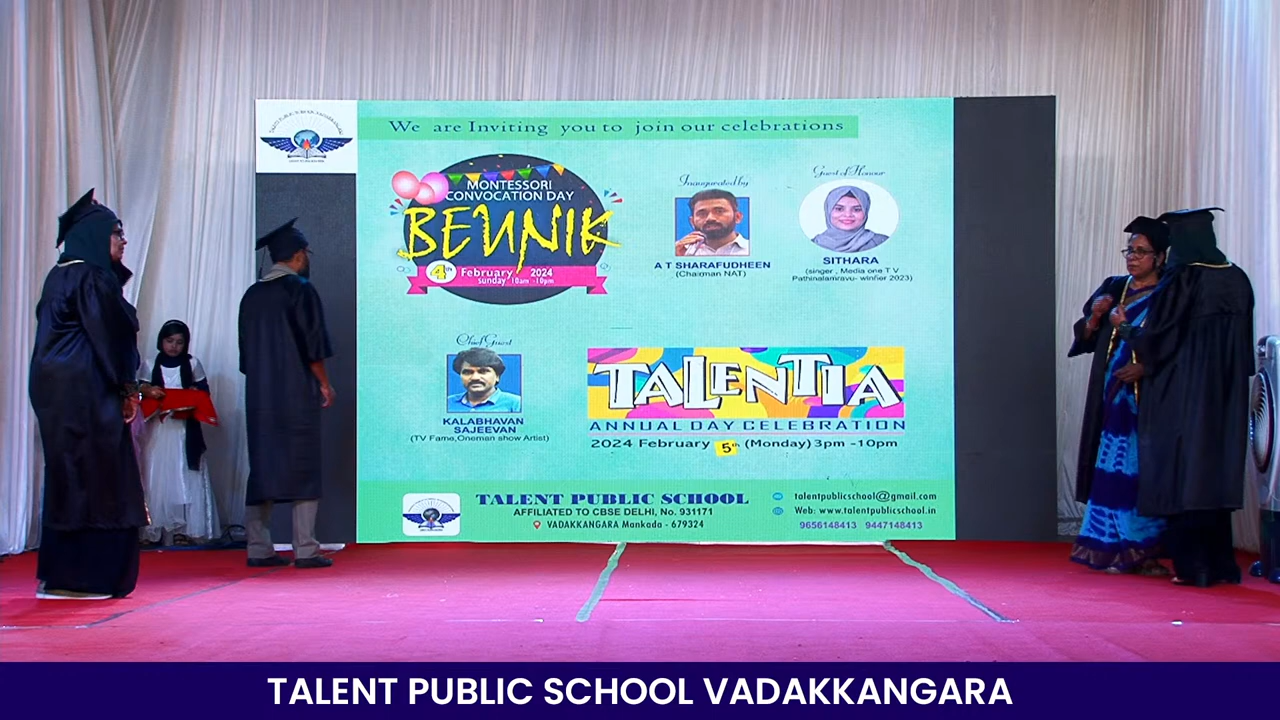 We are Inviting you to join our celebrations
MONTESSORI
CONVOCATION DAY
BEUNIK
4th February 2024
sunday 10am -10pm
Inaugurated by
A T SHARAFUDHEEN
(Chairman NAT)
Guest of Honour
SITHARA
(singer , Media one T V
Pathinalamravu- winner 2023)
Chief Guest
KALABHAVAN
SAJEEVAN
(TV Fame,Oneman show Artist)
TALENTIA
ANNUAL DAY CELEBRATION
2024 February 5th (Monday) 3pm -10pm
TALENT PUBLIC SCHOOL
AFFILIATED TO CBSE DELHI, No. 931171
VADAKKANGARA Mankada - 679324
talentpublicschool@gmail.com
Web: www.talentpublicschool.in
9656148413 9447148413
TALENT PUBLIC SCHOOL VADAKKANGARA